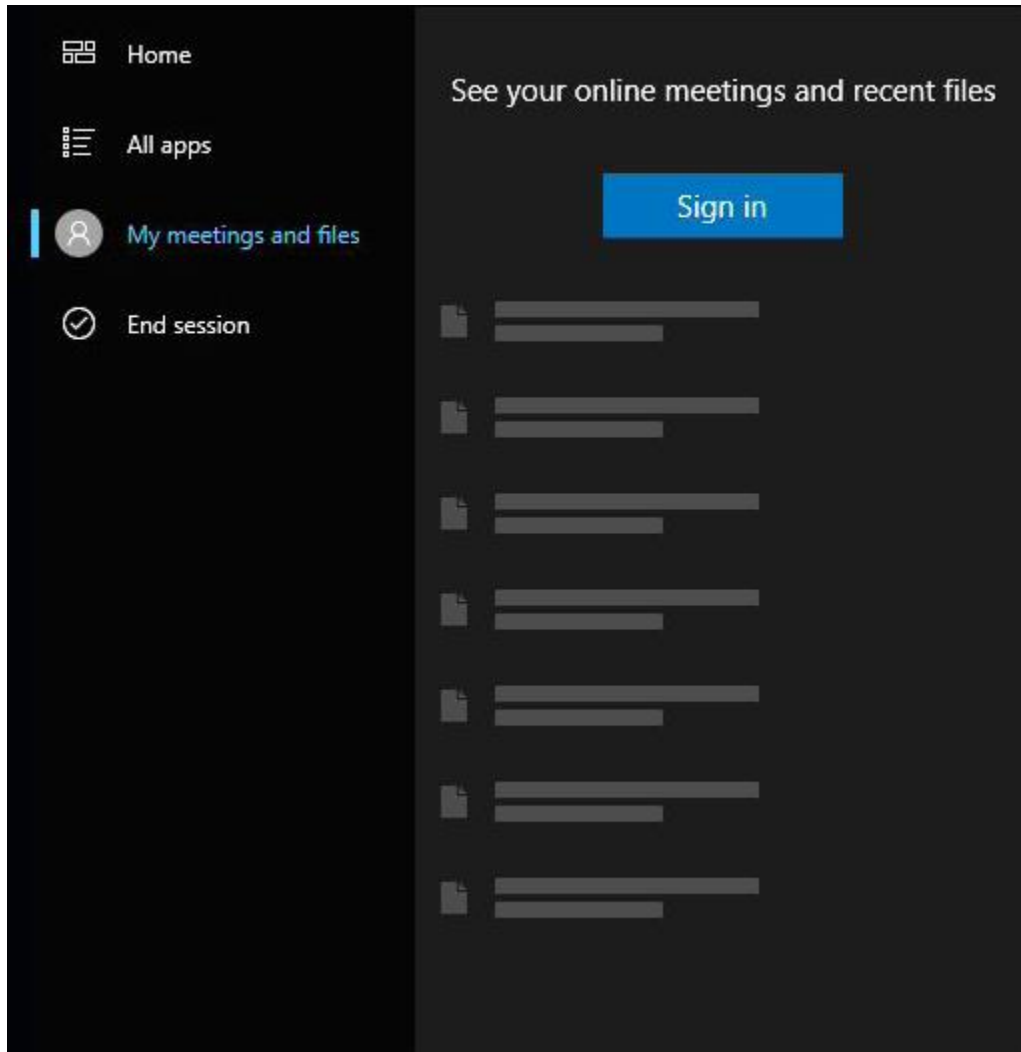 Home
All apps
My meetings and files
End session
See your online meetings and recent files
Sign in